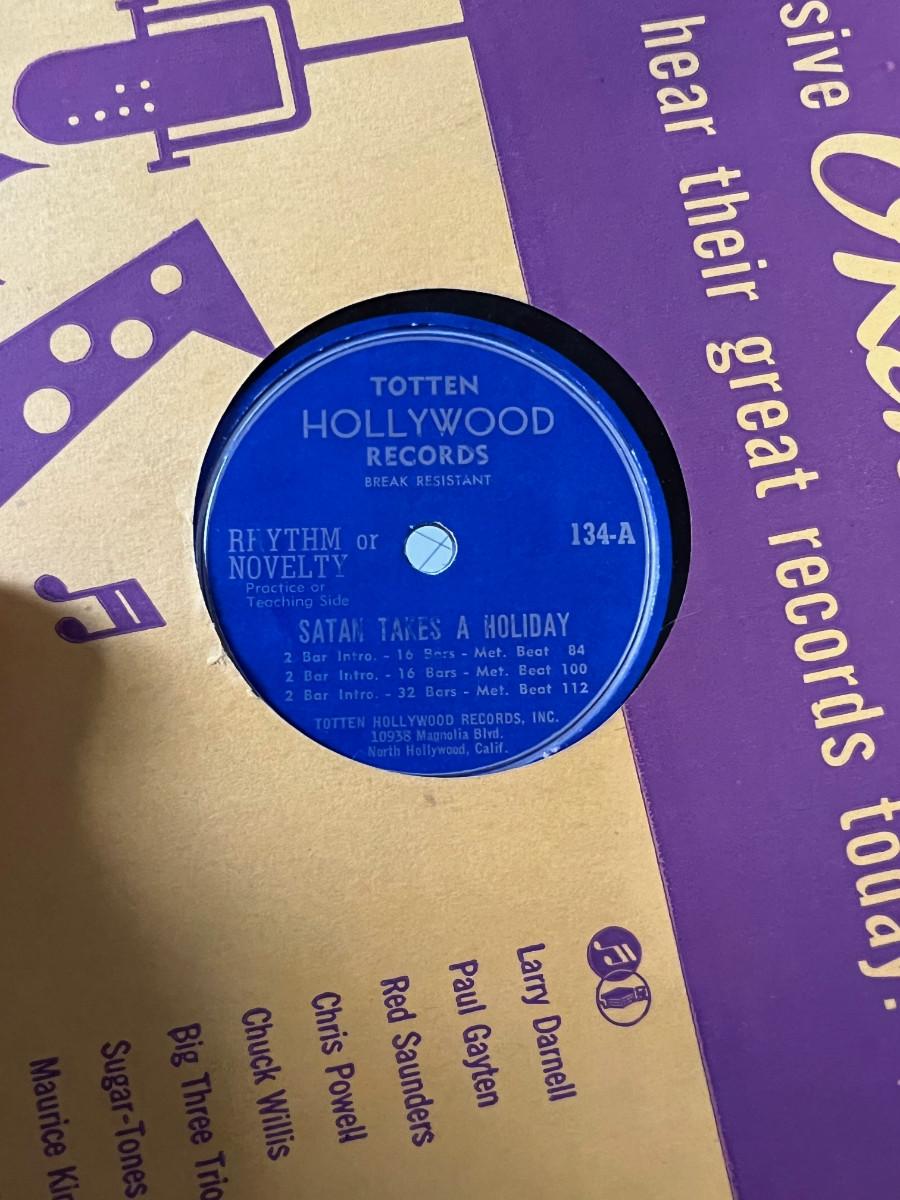 TOTTEN
HOLLYWOOD
RECORDS
BREAK RESISTANT
RHYTHM or
NOVELTY
134-A
Practice or
Teaching Side
SATAN TAKES A HOLIDAY
2 Bar Intro. - 16 Bars - Met. Beat 84
2 Bar Intro. - 16 Bars - Met. Beat 100
2 Bar Intro. - 32 Bars - Met. Beat 112
TOTTEN HOLLYWOOD RECORDS, INC.
10938 Magnolia Blvd.
North Hollywood, Calif.
sive
hear their great records today.
Larry Darnell
Paul Gayten
Red Saunders
Chris Powell
Chuck Willis
Big Three Trio
Sugar-Tones
Maurice